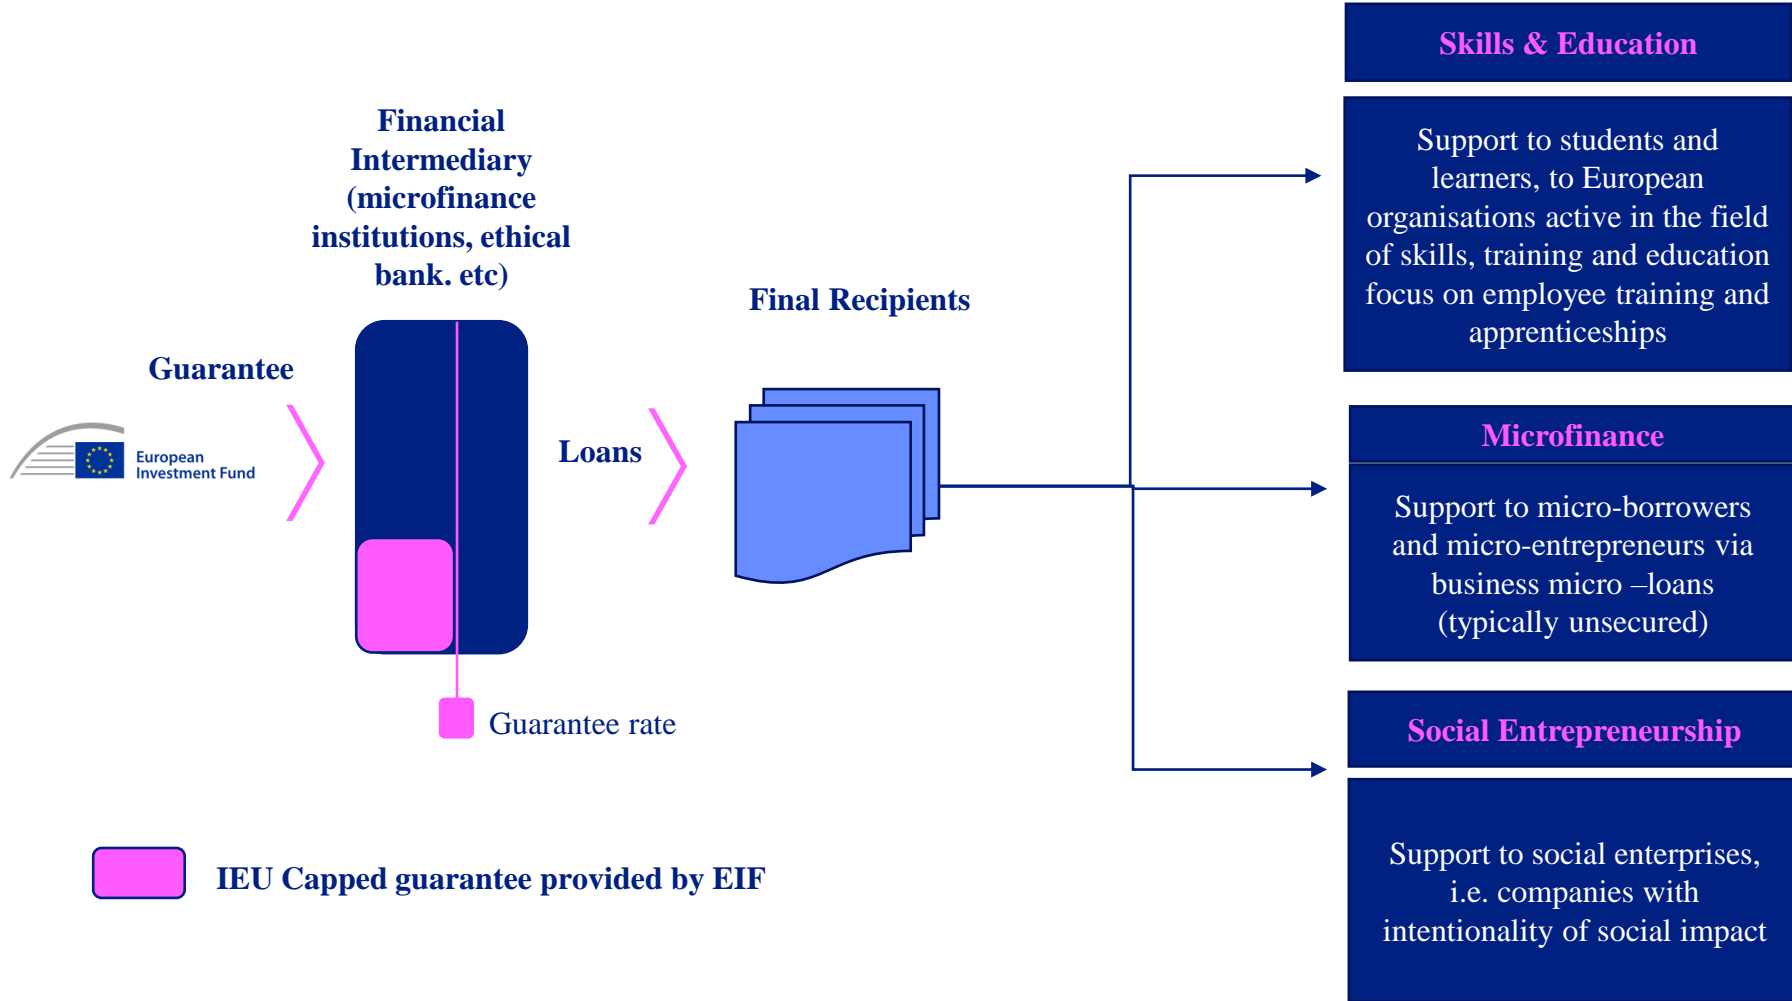 Financial
Intermediary
(microfinance
institutions, ethical
bank. etc)
Guarantee
European
Investment Fund
Loans
Final Recipients
Guarantee rate
IEU Capped guarantee provided by EIF
Skills & Education
Support to students and
learners, to European
organisations active in the field
of skills, training and education
focus on employee training and
apprenticeships
Microfinance
Support to micro-borrowers
and micro-entrepreneurs via
business micro –loans
(typically unsecured)
Social Entrepreneurship
Support to social enterprises,
i.e. companies with
intentionality of social impact